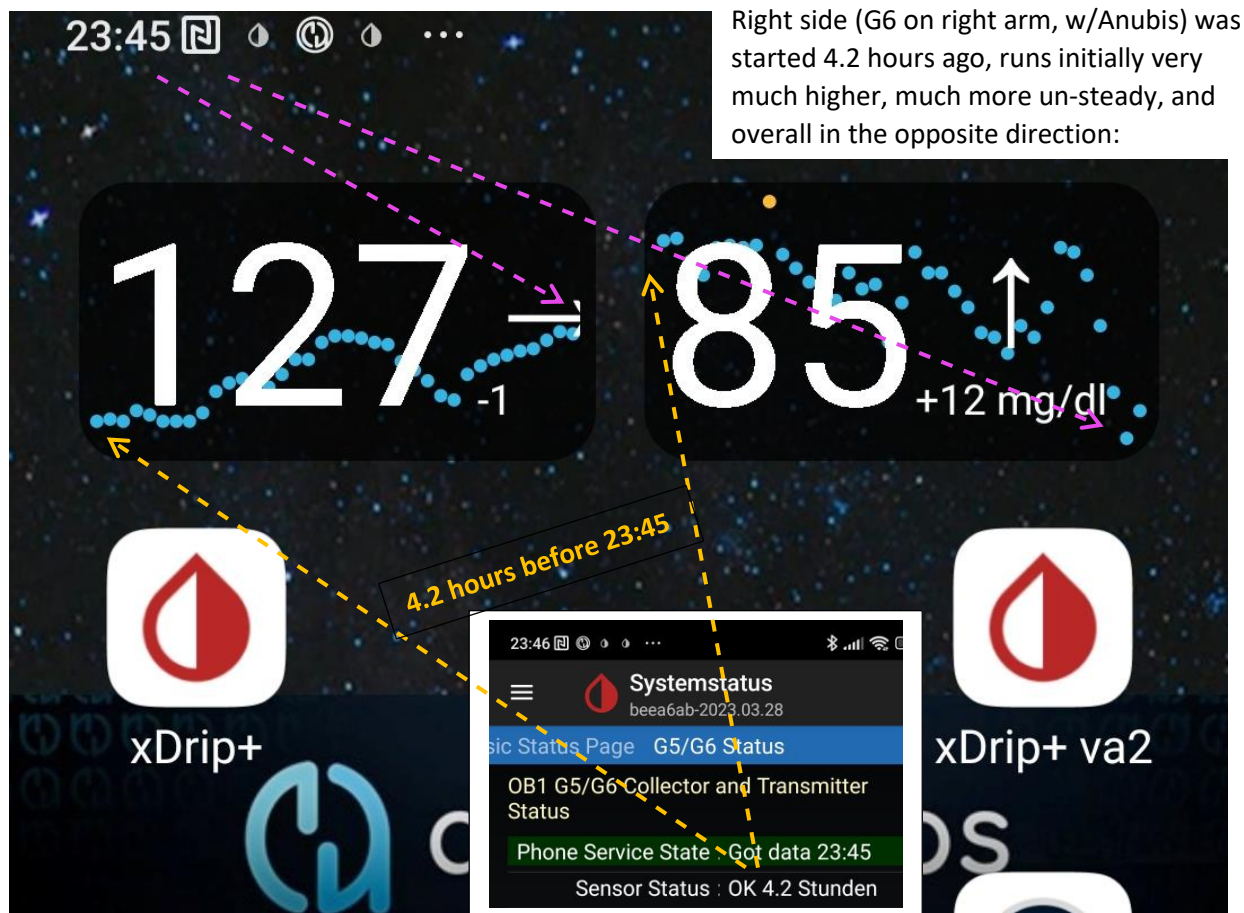 23:45
Right side (G6 on right arm, w/Anubis) was
started 4.2 hours ago, runs initially very
much higher, much more un-steady, and
overall in the opposite direction:
127
-1
85
+12 mg/dl
4.2 hours before 23:45
xDrip+
xDrip+ va2
23:46
Systemstatus
beea6ab-2023.03.28
sic Status Page G5/G6 Status
OB1 G5/G6 Collector and Transmitter
Status
Phone Service State : Got data 23:45
Sensor Status : OK 4.2 Stunden